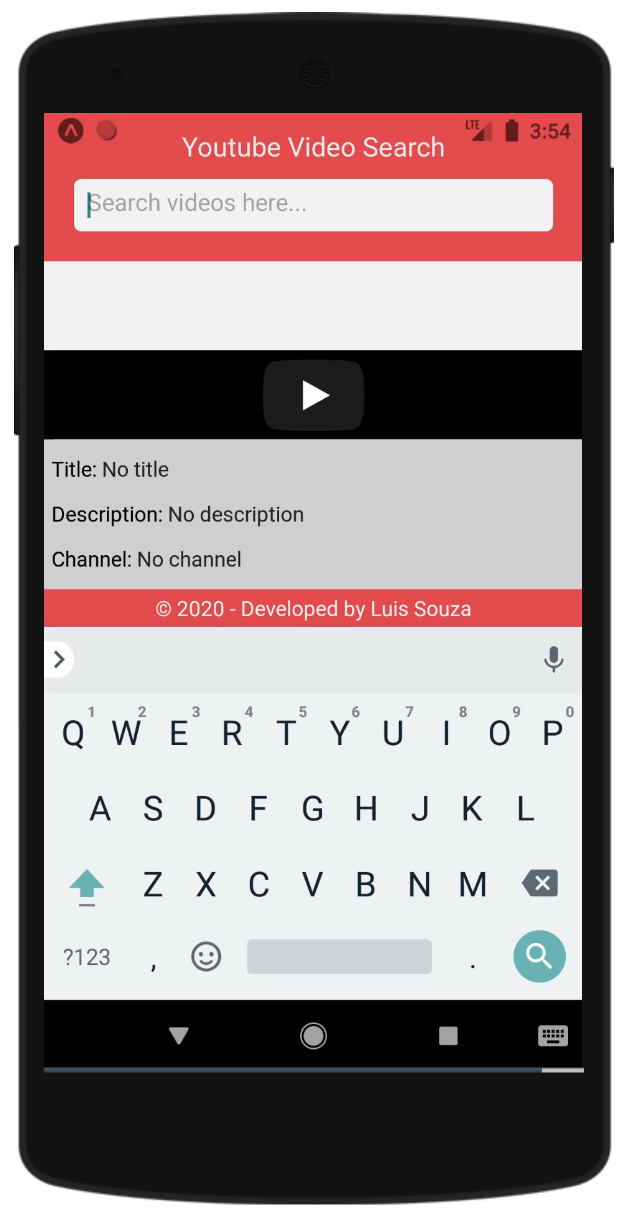 LTE 3:54
Youtube Video Search
Search videos here...
Title: No title
Description: No description
Channel: No channel
© 2020 - Developed by Luis Souza
1 2 3 4 5 6 7 8 9 0
Q W E R T Y U I O P
A S D F G H J K L
Z X C V B N M
?123 , .